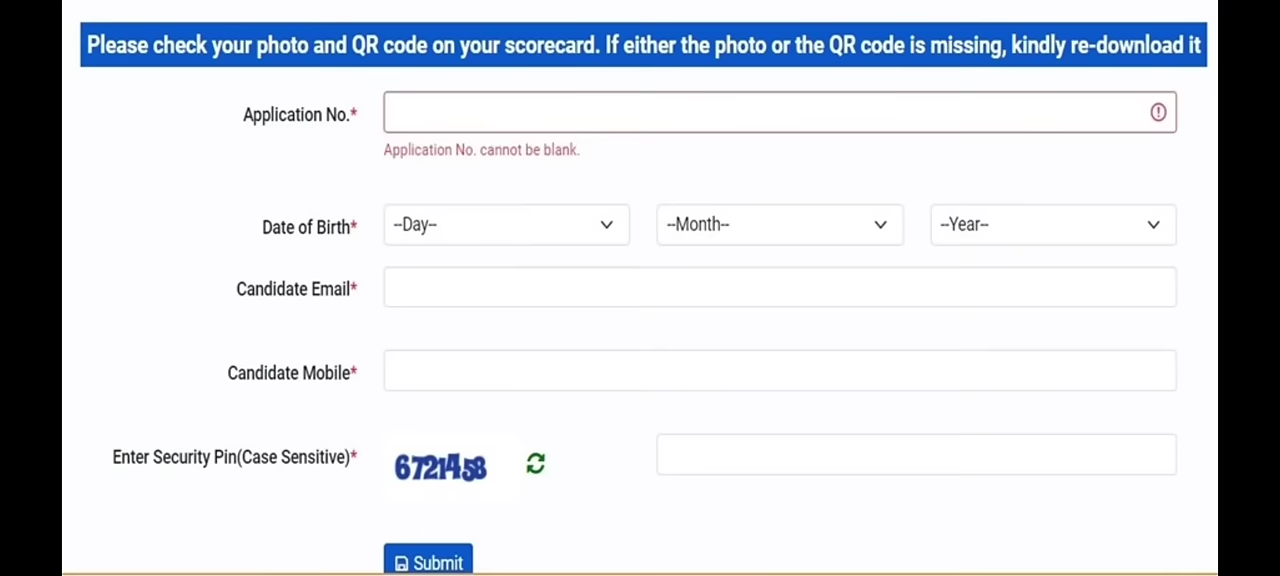 Please check your photo and QR code on your scorecard. If either the photo or the QR code is missing, kindly re-download it
Application No.*
Application No. cannot be blank.
Date of Birth* --Day-- --Month-- --Year--
Candidate Email*
Candidate Mobile*
Enter Security Pin(Case Sensitive)* 6721458
Submit